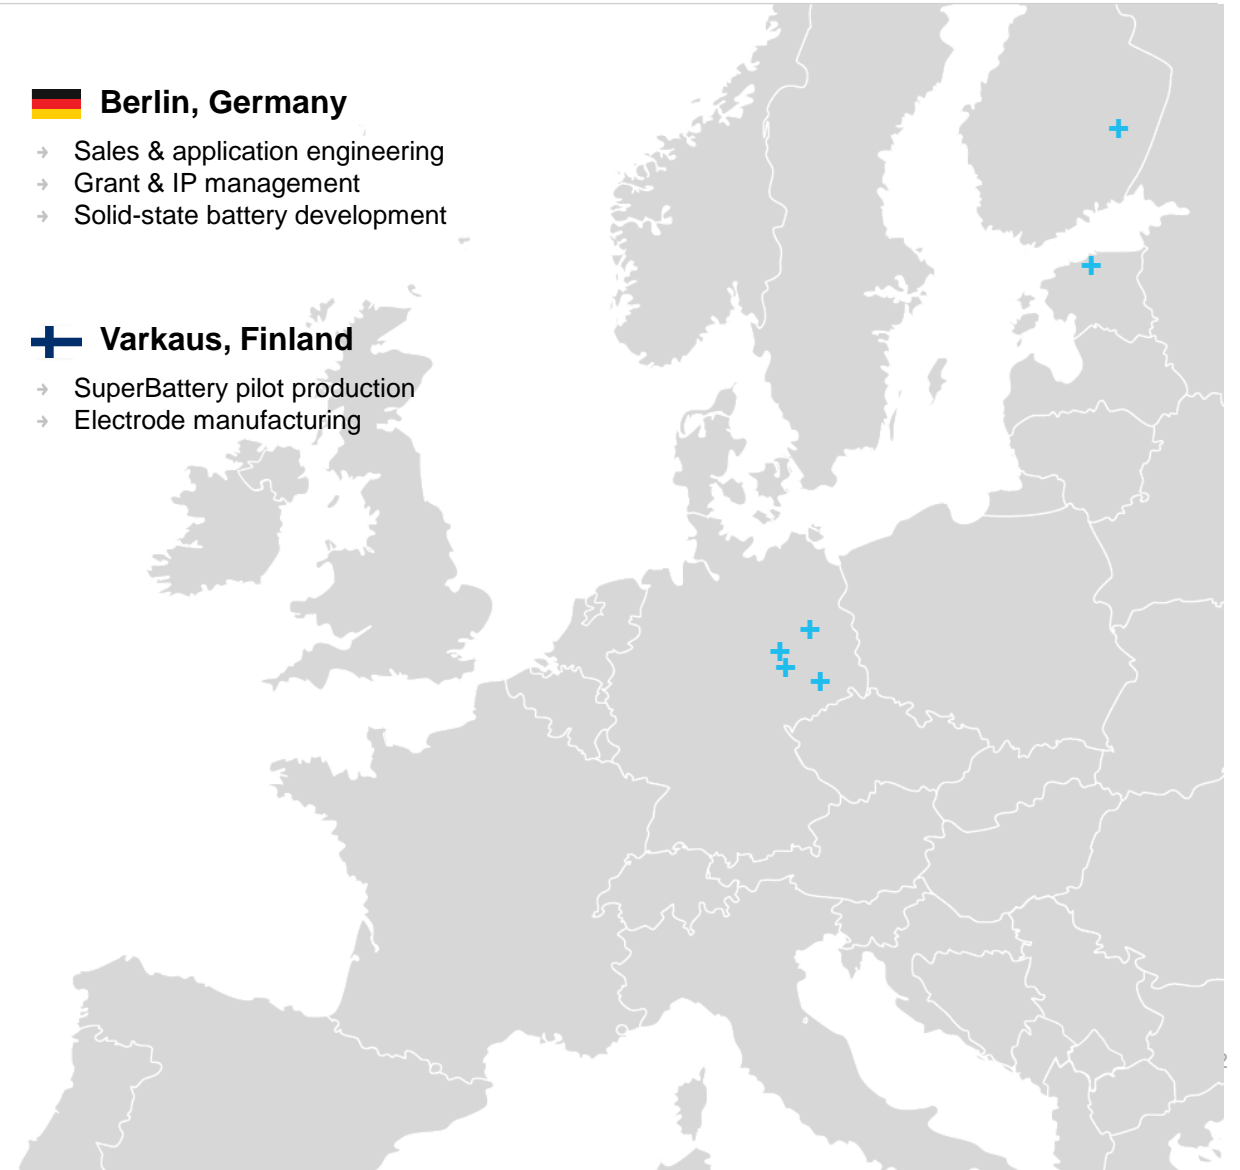 Berlin, Germany
Sales & application engineering
Grant & IP management
Solid-state battery development
Varkaus, Finland
SuperBattery pilot production
Electrode manufacturing
2